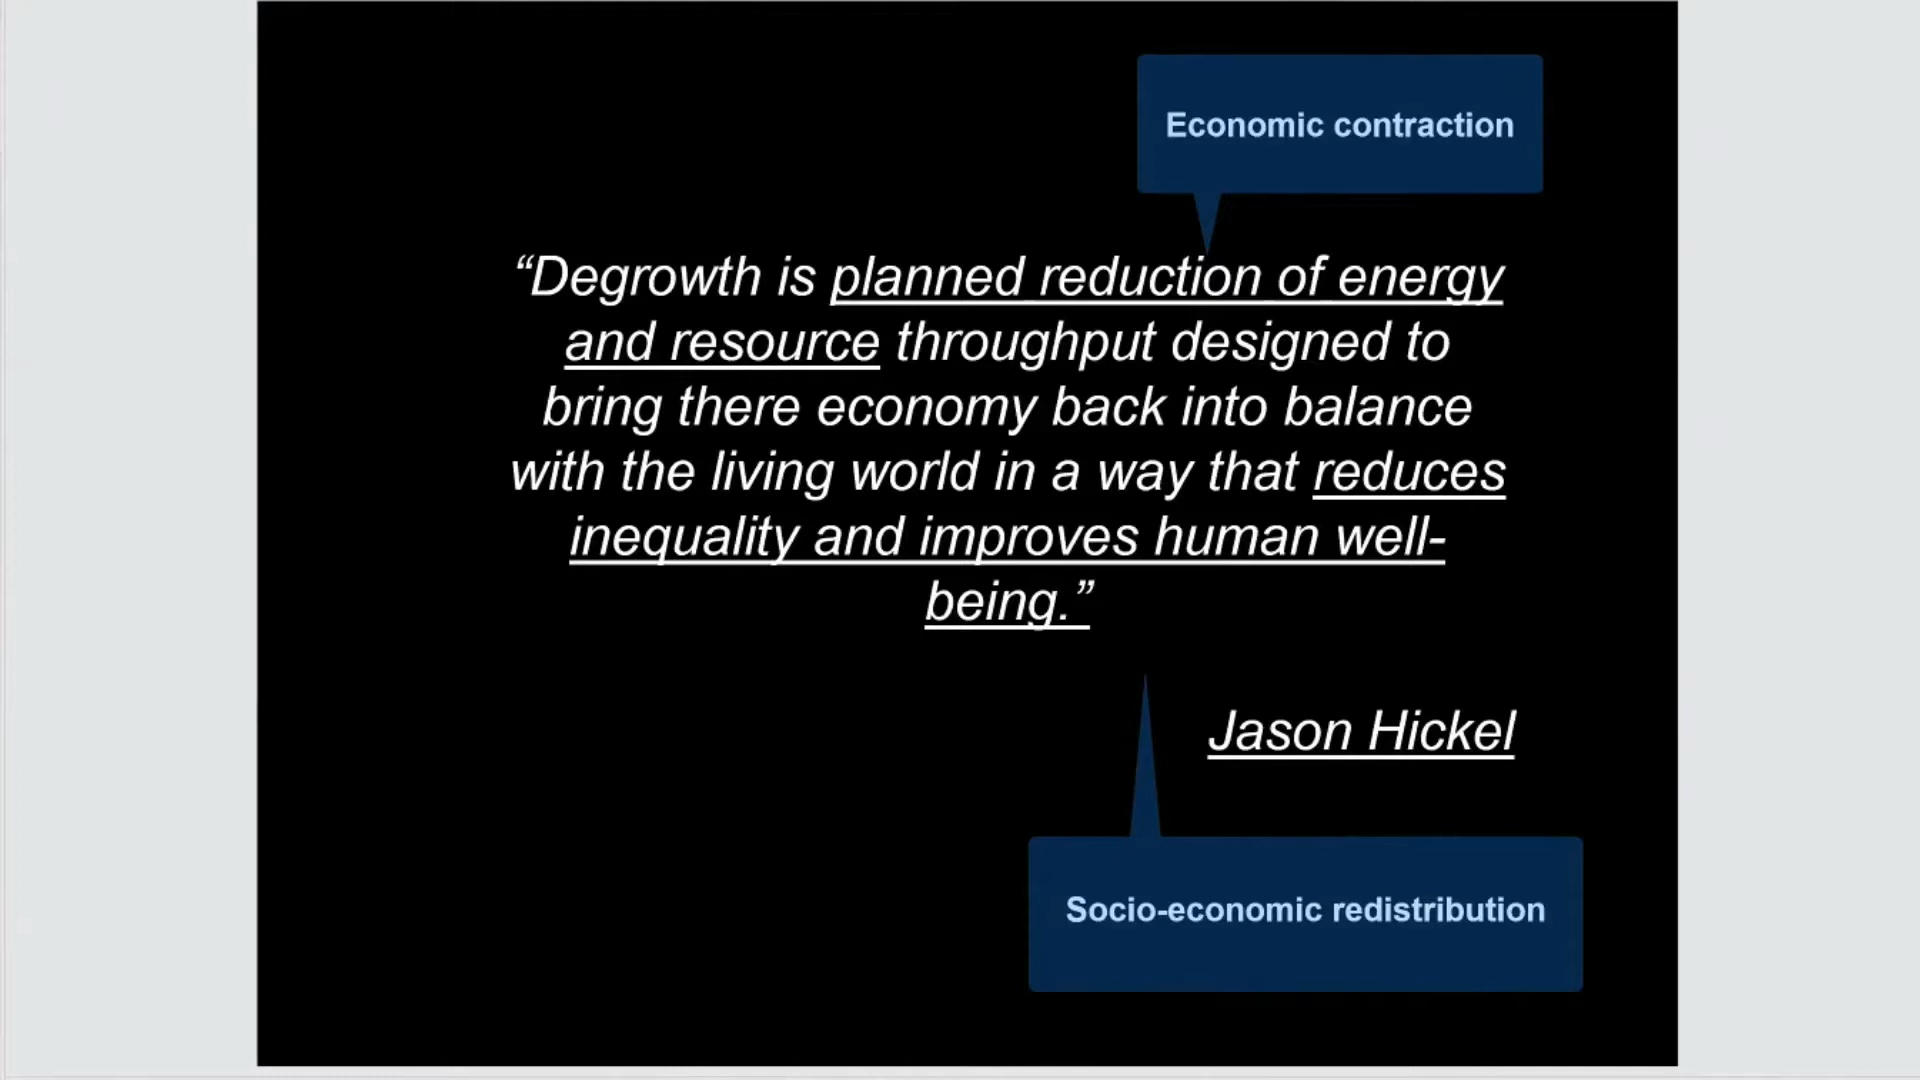 Economic contraction
“Degrowth is planned reduction of energy
and resource throughput designed to
bring there economy back into balance
with the living world in a way that reduces
inequality and improves human well-
being.”
Jason Hickel
Socio-economic redistribution